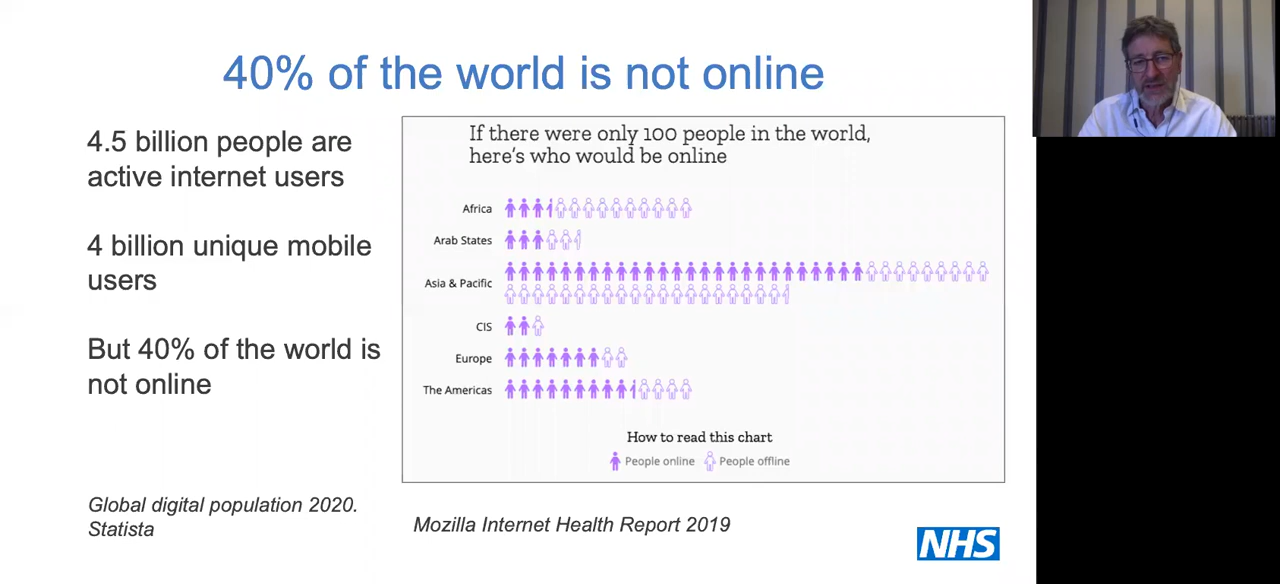 40% of the world is not online
4.5 billion people are
active internet users
4 billion unique mobile
users
But 40% of the world is
not online
Global digital population 2020.
Statista
If there were only 100 people in the world,
here's who would be online
Africa
Arab States
Asia & Pacific
CIS
Europe
The Americas
How to read this chart
People online People offline
Mozilla Internet Health Report 2019
NHS